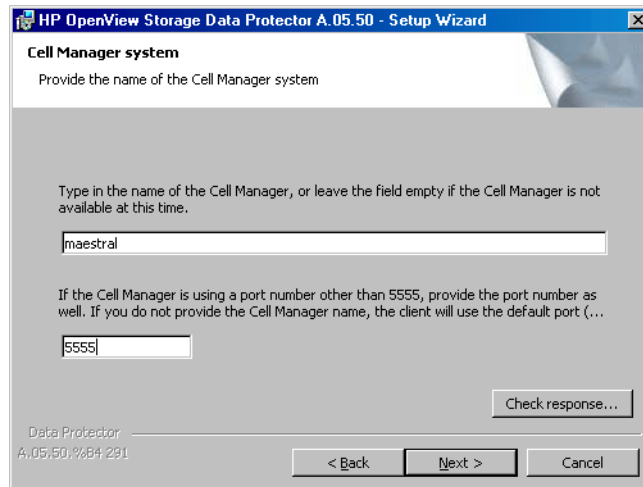 HP OpenView Storage Data Protector A.05.50 - Setup Wizard
Cell Manager system
Provide the name of the Cell Manager system
Type in the name of the Cell Manager, or leave the field empty if the Cell Manager is not
available at this time.
maestral
If the Cell Manager is using a port number other than 5555, provide the port number as
well. If you do not provide the Cell Manager name, the client will use the default port (...
5555
Check response...
Data Protector
A.05.50,%B4 291
< Back
Next >
Cancel